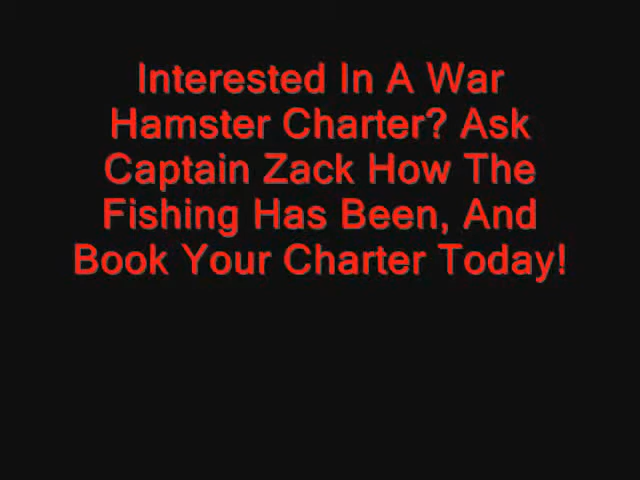 Interested In A War
Hamster Charter? Ask
Captain Zack How The
Fishing Has Been, And
Book Your Charter Today!